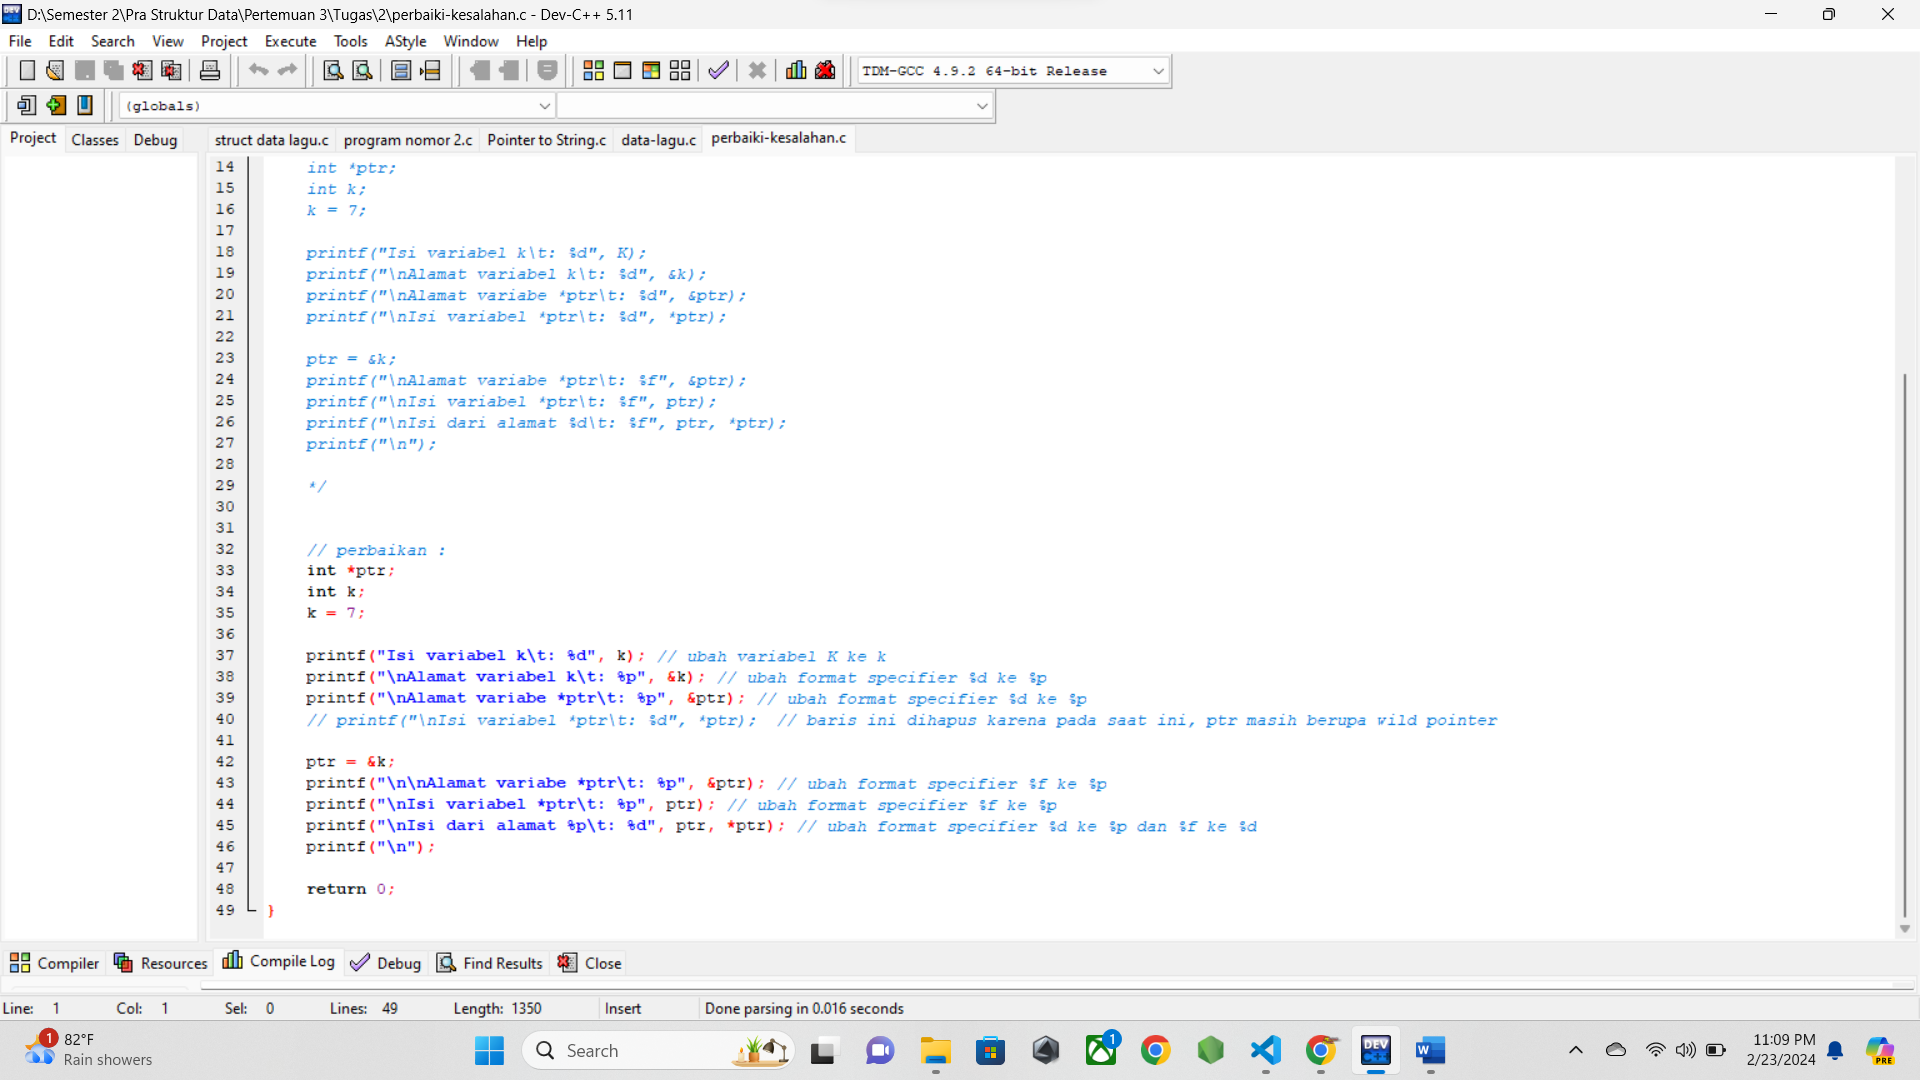 D:\Semester 2\Pra Struktur Data\Pertemuan 3\Tugas\2\perbaiki-kesalahan.c - Dev-C++ 5.11
File Edit Search View Project Execute Tools AStyle Window Help
TDM-GCC 4.9.2 64-bit Release
(globals)
Project Classes Debug struct data lagu.c program nomor 2.c Pointer to String.c data-lagu.c perbaiki-kesalahan.c
14 int *ptr;
15 int k;
16 k = 7;
17
18 printf("Isi variabel k\t: %d", K);
19 printf("\nAlamat variabel k\t: %d", &k);
20 printf("\nAlamat variabe *ptr\t: %d", &ptr);
21 printf("\nIsi variabel *ptr\t: %d", *ptr);
22
23 ptr = &k;
24 printf("\nAlamat variabe *ptr\t: %f", &ptr);
25 printf("\nIsi variabel *ptr\t: %f", ptr);
26 printf("\nIsi dari alamat %d\t: %f", ptr, *ptr);
27 printf("\n");
28
29 */
30
31
32 // perbaikan :
33 int *ptr;
34 int k;
35 k = 7;
36
37 printf("Isi variabel k\t: %d", k); // ubah variabel K ke k
38 printf("\nAlamat variabel k\t: %p", &k); // ubah format specifier %d ke %p
39 printf("\nAlamat variabe *ptr\t: %p", &ptr); // ubah format specifier %d ke %p
40 // printf("\nIsi variabel *ptr\t: %d", *ptr); // baris ini dihapus karena pada saat ini, ptr masih berupa wild pointer
41
42 ptr = &k;
43 printf("\n\nAlamat variabe *ptr\t: %p", &ptr); // ubah format specifier %f ke %p
44 printf("\nIsi variabel *ptr\t: %p", ptr); // ubah format specifier %f ke %p
45 printf("\nIsi dari alamat %p\t: %d", ptr, *ptr); // ubah format specifier %d ke %p dan %f ke %d
46 printf("\n");
47
48 return 0;
49 }
Compiler Resources Compile Log Debug Find Results Close
Line: 1 Col: 1 Sel: 0 Lines: 49 Length: 1350 Insert Done parsing in 0.016 seconds
1 82°F
Rain showers
Search
1
DEV C++
W
11:09 PM
2/23/2024
PRE